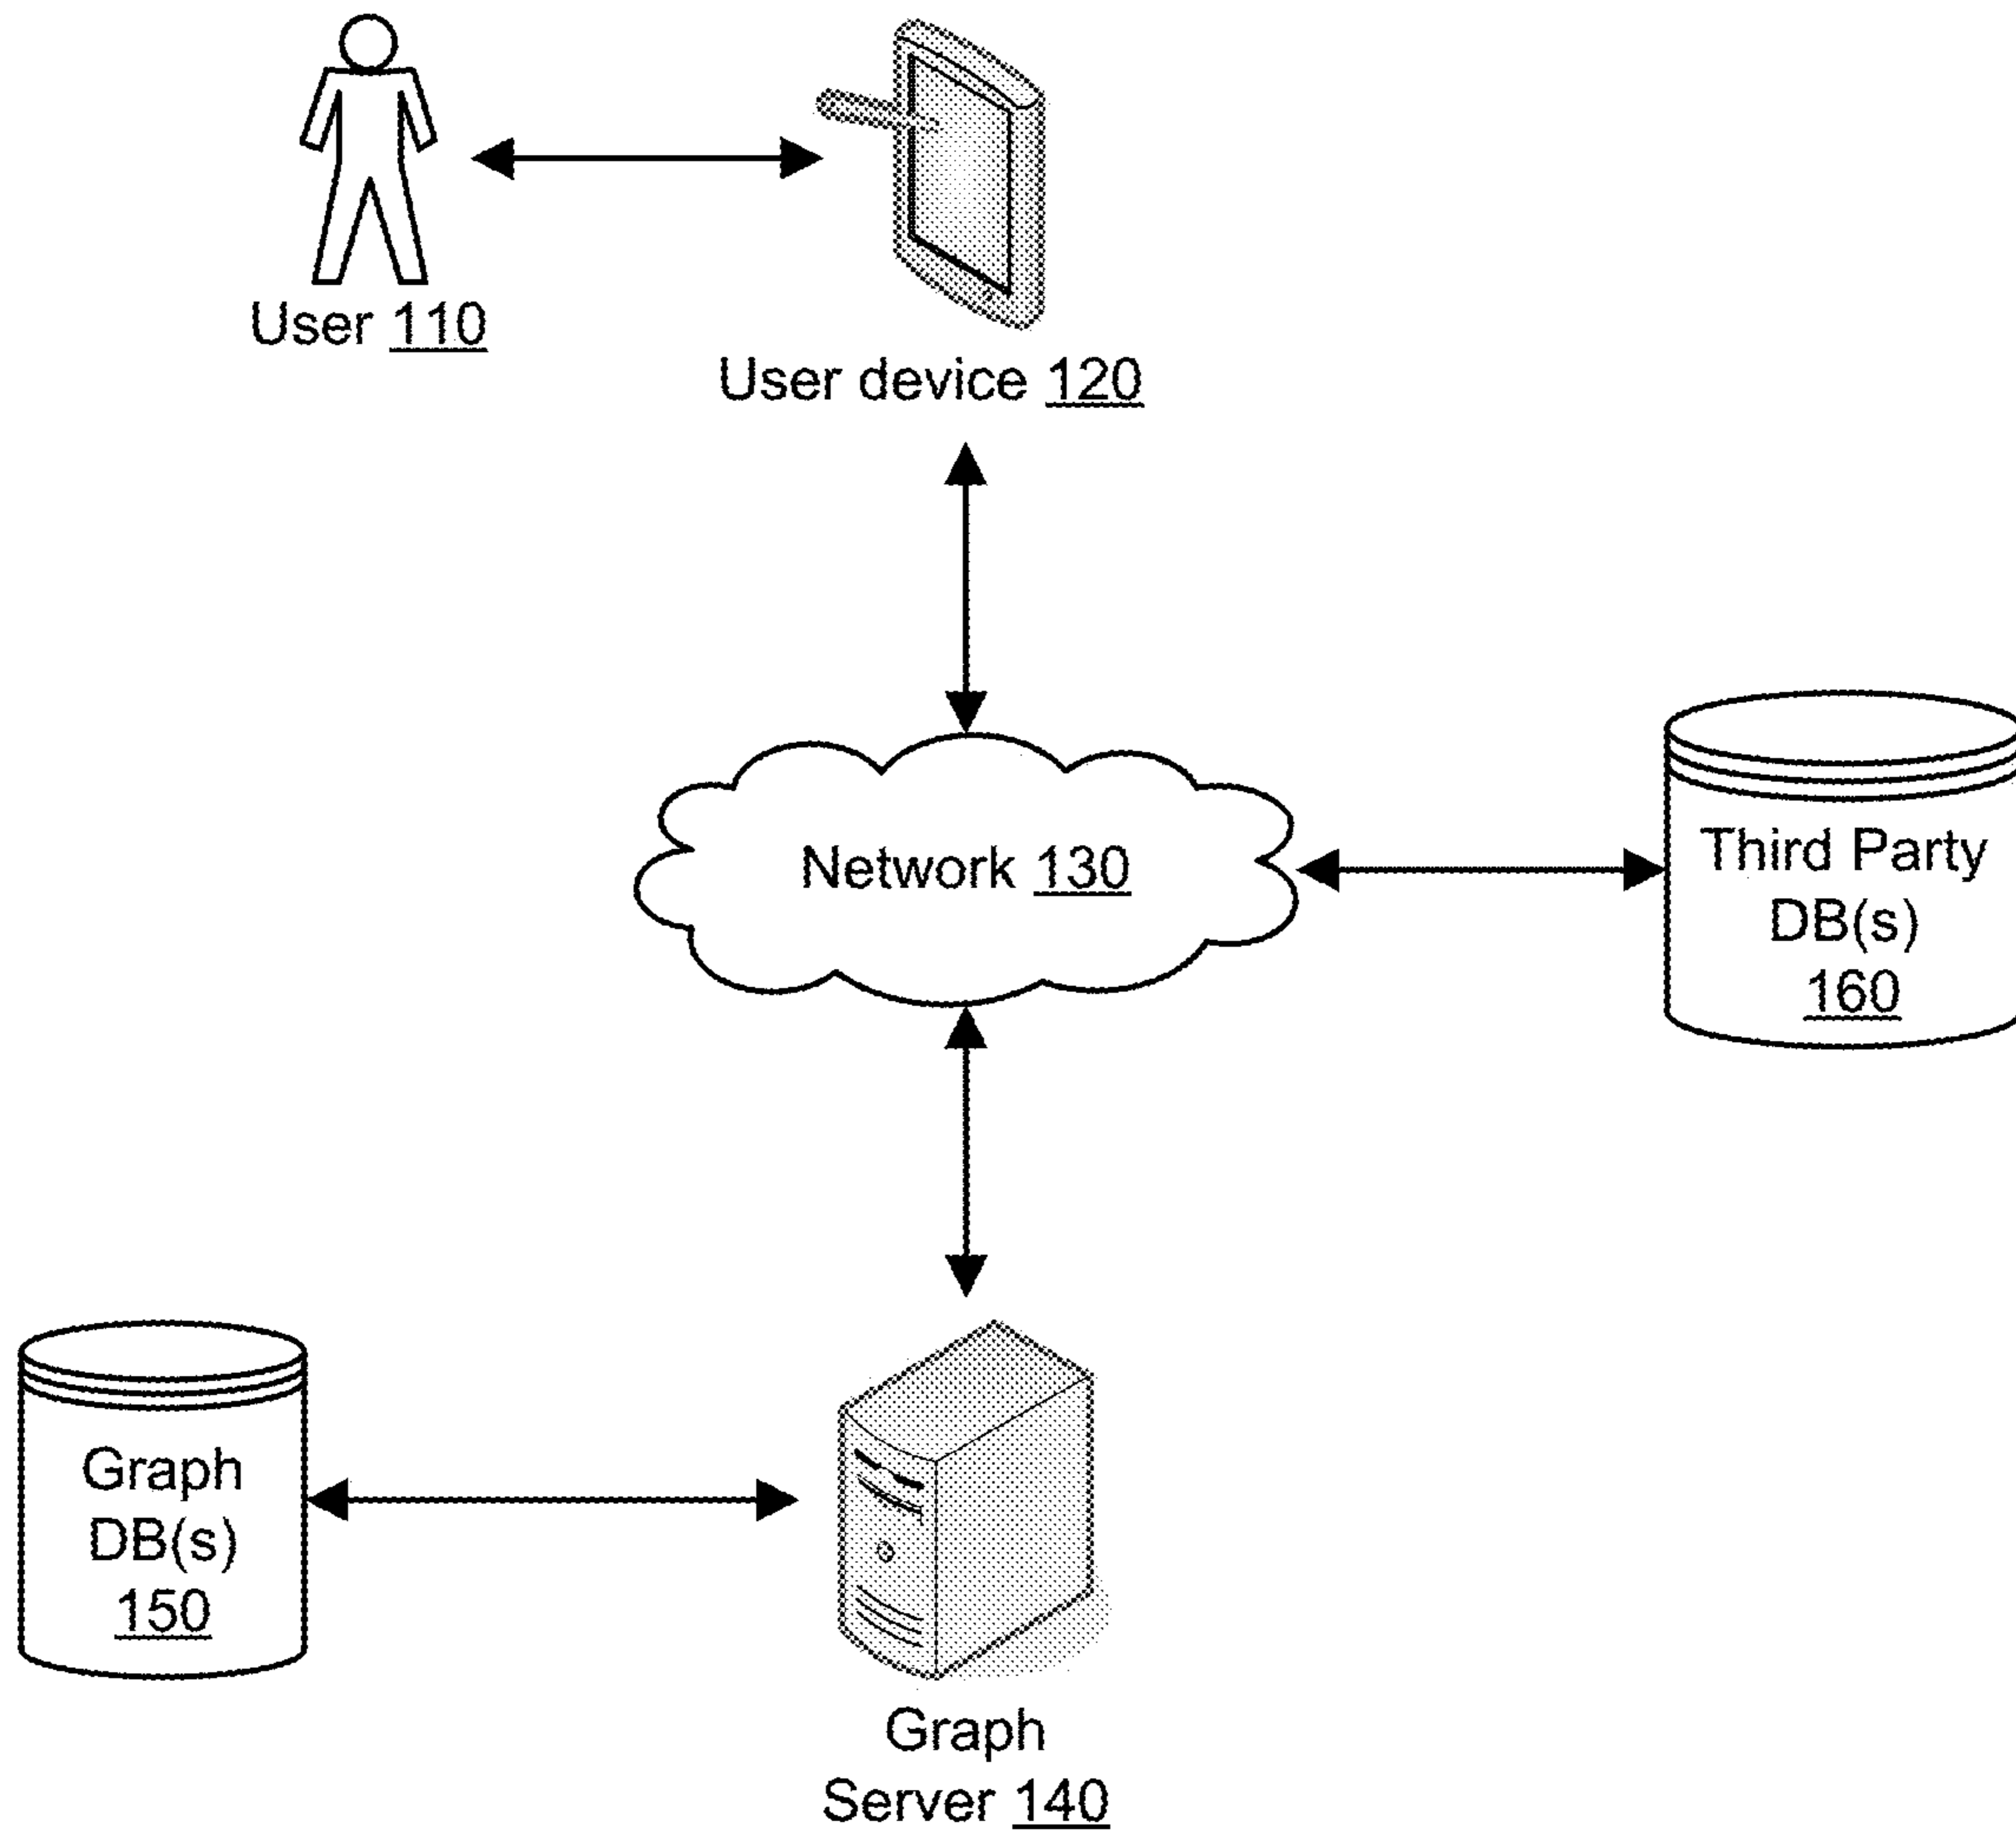 User 110
User device 120
Network 130
Third Party
DB(s)
160
Graph
DB(s)
150
Graph
Server 140